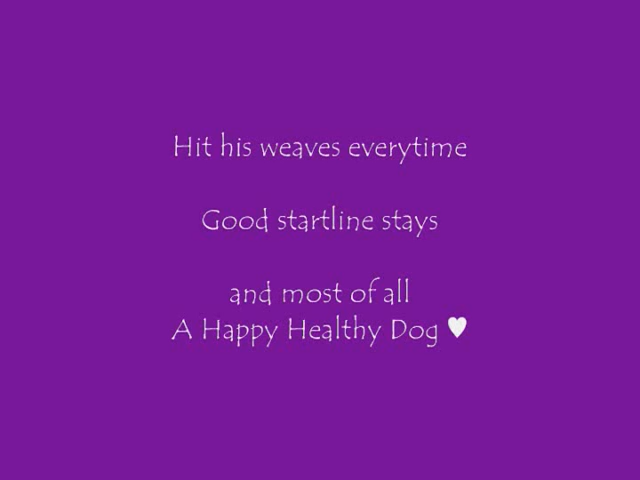 Hit his weaves everytime
Good startline stays
and most of all
A Happy Healthy Dog ♥